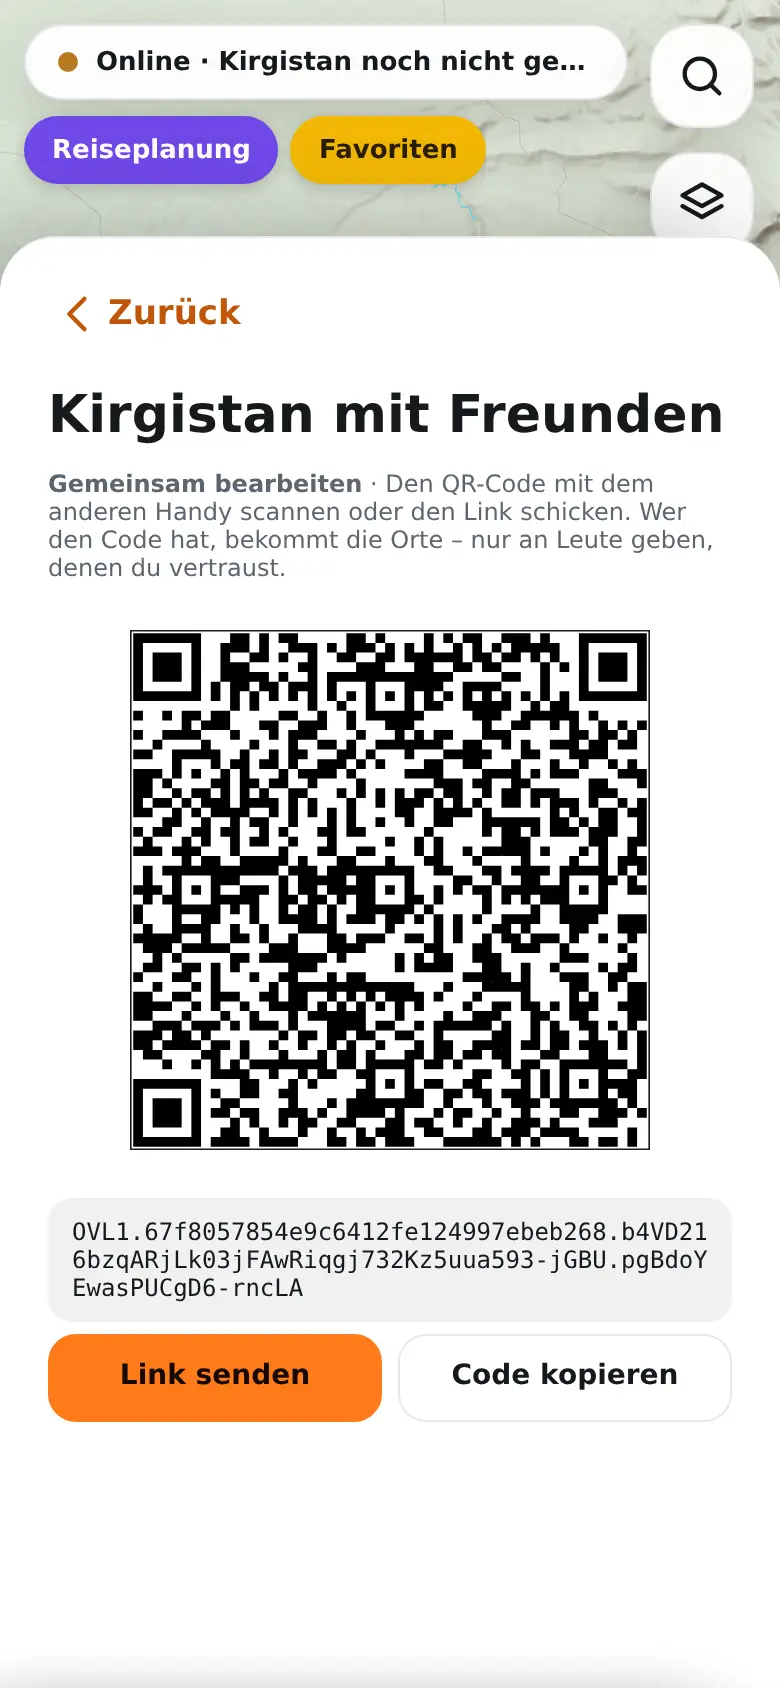 Online · Kirgistan noch nicht ge…
Reiseplanung
Favoriten
Zurück
Kirgistan mit Freunden
Gemeinsam bearbeiten · Den QR-Code mit dem
anderen Handy scannen oder den Link schicken. Wer
den Code hat, bekommt die Orte – nur an Leute geben,
denen du vertraust.
OVL1.67f8057854e9c6412fe124997ebeb268.b4VD21
6bzqARjLk03jFAwRiqgj732Kz5uua593-jGBU.pgBdoY
EwasPUCgD6-rncLA
Link senden
Code kopieren